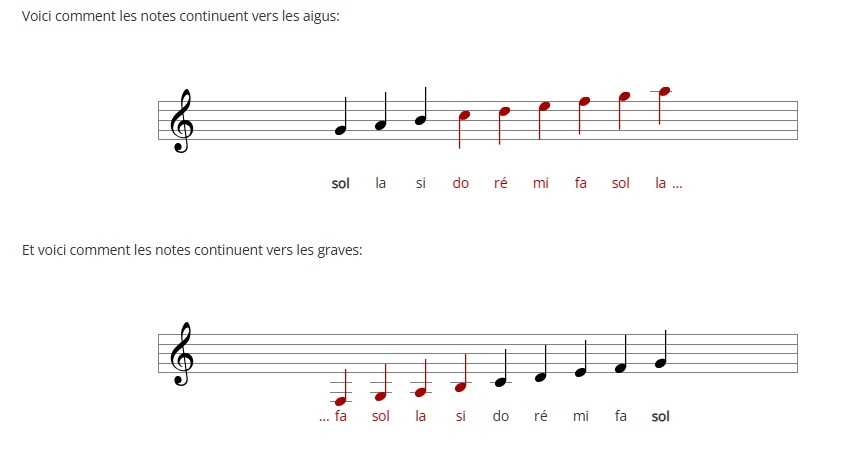 Voici comment les notes continuent vers les aigus:
sol la si do ré mi fa sol la ...
Et voici comment les notes continuent vers les graves:
... fa sol la si do ré mi fa sol